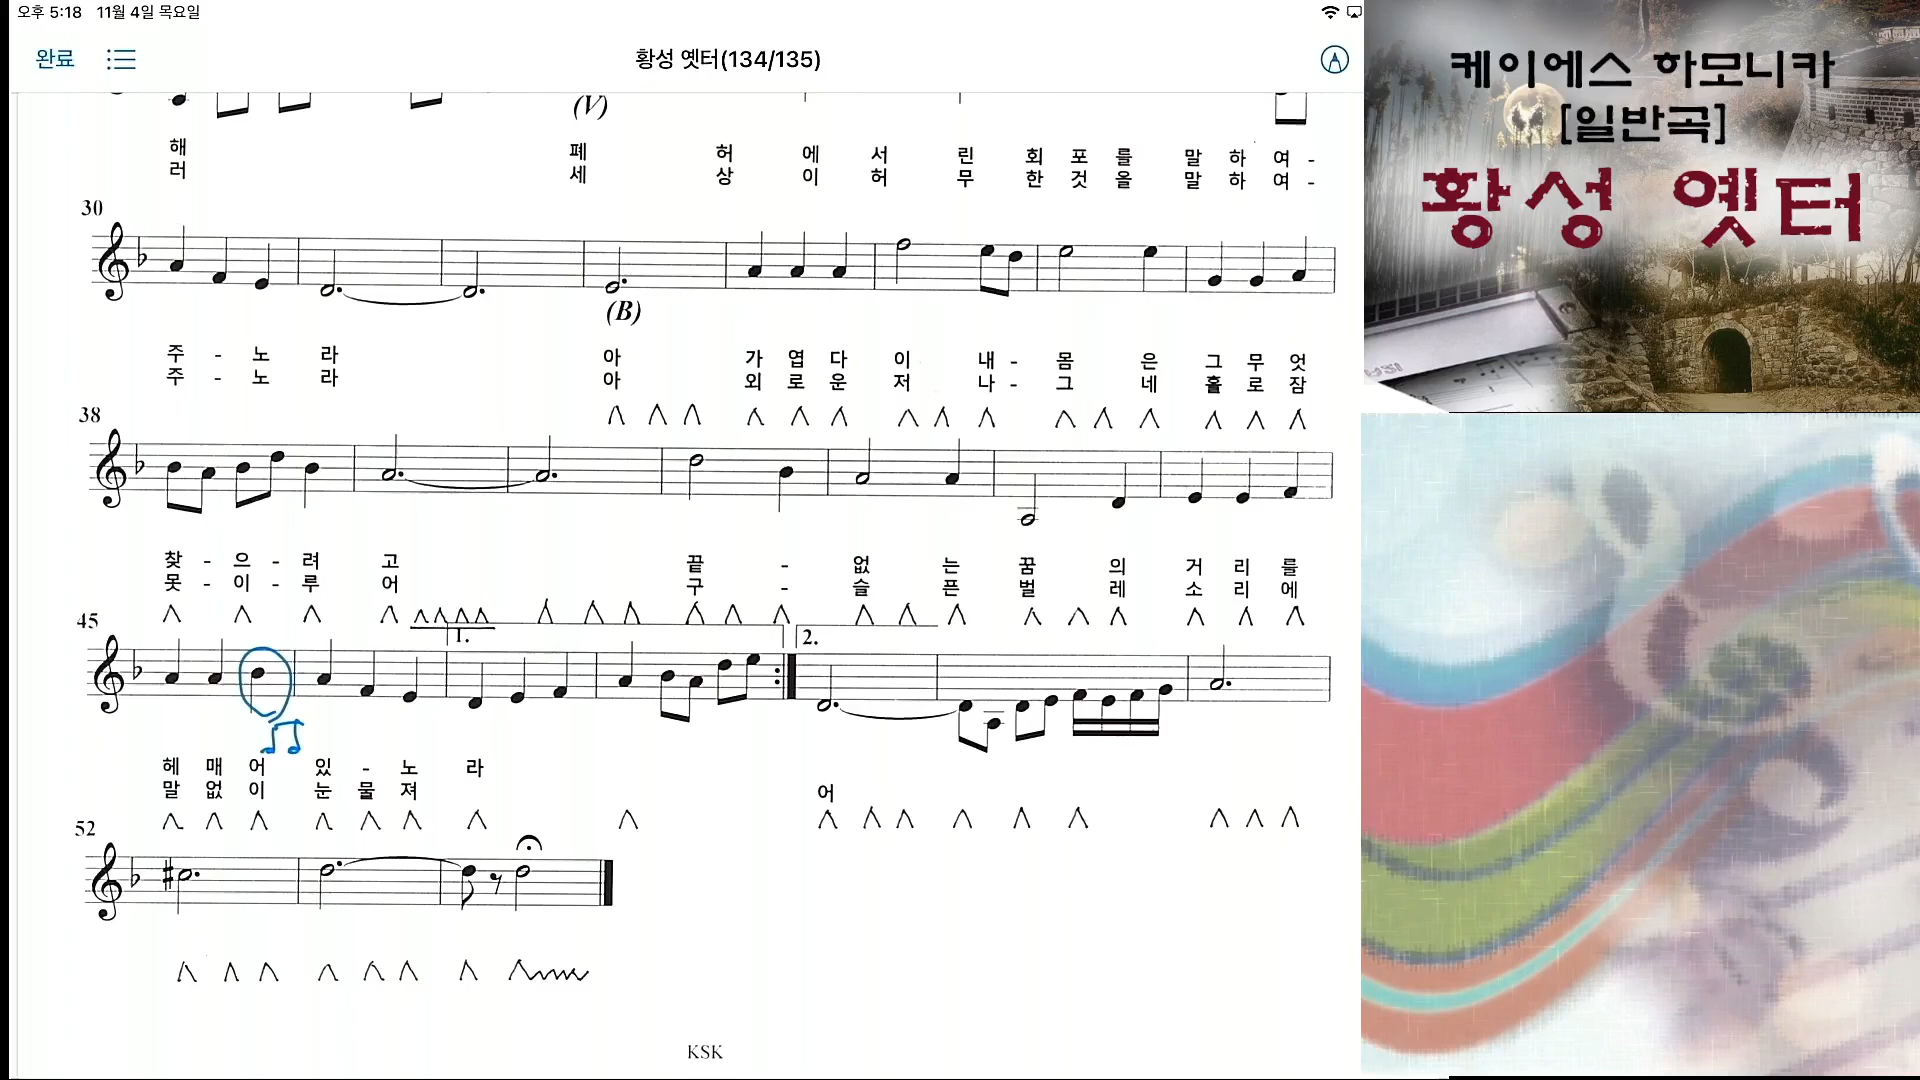 오후 5:18 11월 4일 목요일
완료
황성 옛터(134/135)
(V)
해 폐 허 에 서 린 회 포 를 말 하 여 -
러 세 상 이 허 무 한 것 을 말 하 여 -
30
(B)
주 - 노 라 아 가 엽 다 이 내 - 몸 은 그 무 엇
주 - 노 라 아 외 로 운 저 나 - 그 네 홀 로 잠
38
찾 - 으 - 려 고 끝 - 없 는 꿈 의 거 리 를
못 - 이 - 루 어 구 - 슬 픈 벌 레 소 리 에
45
1.
2.
헤 매 어 있 - 노 라
말 없 이 눈 물 져 어
52
KSK
케이에스 하모니카
[일반곡]
황성 옛터